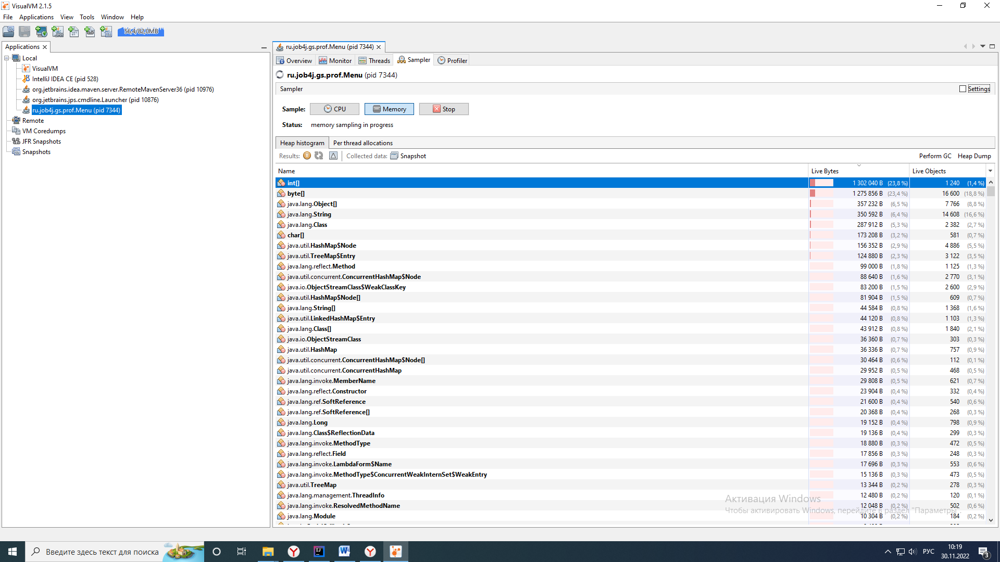 VisualVM 2.1.5
File Applications View Tools Window Help
56,4/82,0MB
Applications
Local
VisualVM
IntelliJ IDEA CE (pid 528)
org.jetbrains.idea.maven.server.RemoteMavenServer36 (pid 10976)
org.jetbrains.jps.cmdline.Launcher (pid 10876)
ru.job4j.gs.prof.Menu (pid 7344)
Remote
VM Coredumps
JFR Snapshots
Snapshots
ru.job4j.gs.prof.Menu (pid 7344)
Overview Monitor Threads Sampler Profiler
ru.job4j.gs.prof.Menu (pid 7344)
Sampler Settings
Sample: CPU Memory Stop
Status: memory sampling in progress
Heap histogram Per thread allocations
Results: Collected data: Snapshot Perform GC Heap Dump
Name Live Bytes Live Objects
int[] 1 302 040 B (23,8 %) 1 240 (1,4 %)
byte[] 1 275 856 B (23,4 %) 16 600 (18,8 %)
java.lang.Object[] 357 232 B (6,5 %) 7 766 (8,8 %)
java.lang.String 350 592 B (6,4 %) 14 608 (16,6 %)
java.lang.Class 287 912 B (5,3 %) 2 382 (2,7 %)
char[] 173 208 B (3,2 %) 581 (0,7 %)
java.util.HashMap$Node 156 352 B (2,9 %) 4 886 (5,5 %)
java.util.TreeMap$Entry 124 880 B (2,3 %) 3 122 (3,5 %)
java.lang.reflect.Method 99 000 B (1,8 %) 1 125 (1,3 %)
java.util.concurrent.ConcurrentHashMap$Node 88 640 B (1,6 %) 2 770 (3,1 %)
java.io.ObjectStreamClass$WeakClassKey 83 200 B (1,5 %) 2 600 (2,9 %)
java.util.HashMap$Node[] 81 904 B (1,5 %) 609 (0,7 %)
java.lang.String[] 44 584 B (0,8 %) 1 368 (1,6 %)
java.util.LinkedHashMap$Entry 44 120 B (0,8 %) 1 103 (1,3 %)
java.lang.Class[] 43 912 B (0,8 %) 1 840 (2,1 %)
java.io.ObjectStreamClass 36 360 B (0,7 %) 303 (0,3 %)
java.util.HashMap 36 336 B (0,7 %) 757 (0,9 %)
java.util.concurrent.ConcurrentHashMap$Node[] 30 464 B (0,6 %) 112 (0,1 %)
java.util.concurrent.ConcurrentHashMap 29 952 B (0,5 %) 468 (0,5 %)
java.lang.invoke.MemberName 29 808 B (0,5 %) 621 (0,7 %)
java.lang.reflect.Constructor 23 904 B (0,4 %) 332 (0,4 %)
java.lang.ref.SoftReference 21 600 B (0,4 %) 540 (0,6 %)
java.lang.ref.SoftReference[] 20 368 B (0,4 %) 268 (0,3 %)
java.lang.Long 19 152 B (0,4 %) 798 (0,9 %)
java.lang.Class$ReflectionData 19 136 B (0,4 %) 299 (0,3 %)
java.lang.invoke.MethodType 18 880 B (0,3 %) 472 (0,5 %)
java.lang.reflect.Field 17 856 B (0,3 %) 248 (0,3 %)
java.lang.invoke.LambdaForm$Name 17 696 B (0,3 %) 553 (0,6 %)
java.lang.invoke.MethodType$ConcurrentWeakInternSet$WeakEntry 15 136 B (0,3 %) 473 (0,5 %)
java.util.TreeMap 13 344 B (0,2 %) 278 (0,3 %)
java.lang.management.ThreadInfo 12 480 B (0,2 %) 120 (0,1 %)
java.lang.invoke.ResolvedMethodName 12 048 B (0,2 %) 502 (0,6 %)
java.lang.Module 10 304 B (0,2 %) 184 (0,2 %)
Активация Windows
Чтобы активировать Windows, перейдите в раздел "Параметры".
Введите здесь текст для поиска
РУС
10:19
30.11.2022
3